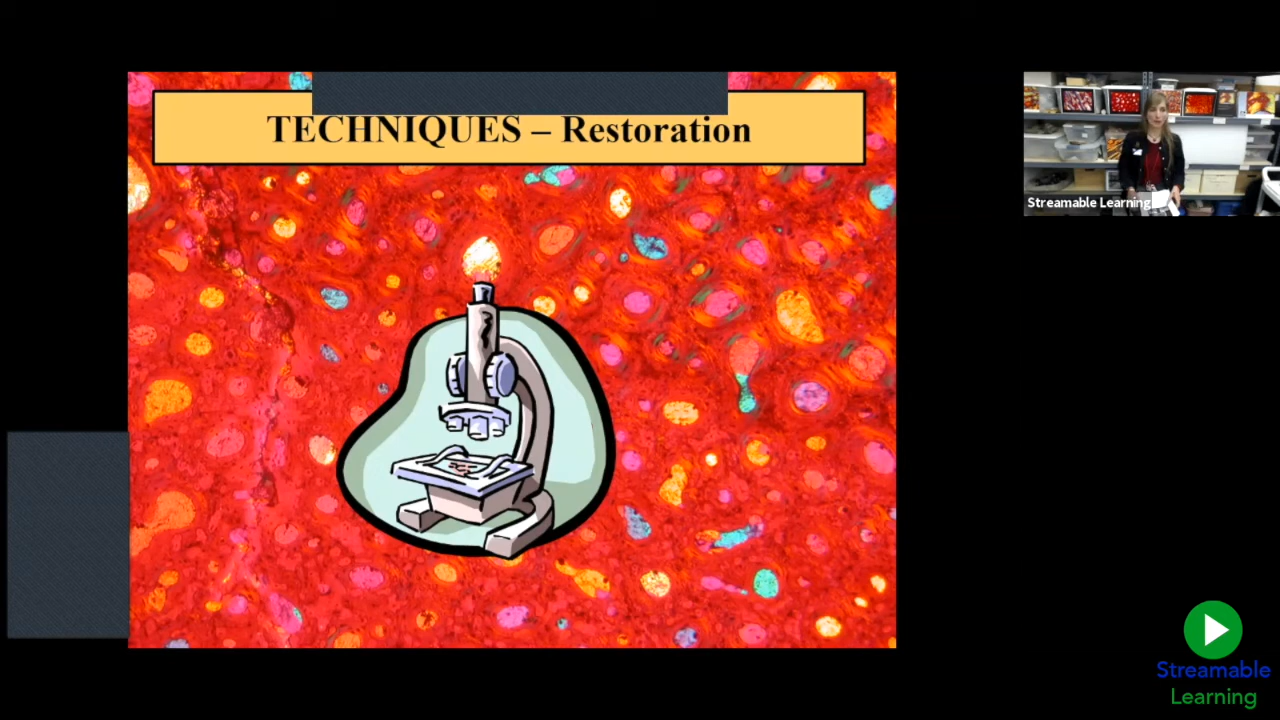 TECHNIQUES – Restoration
Streamable Learning
Streamable
Learning